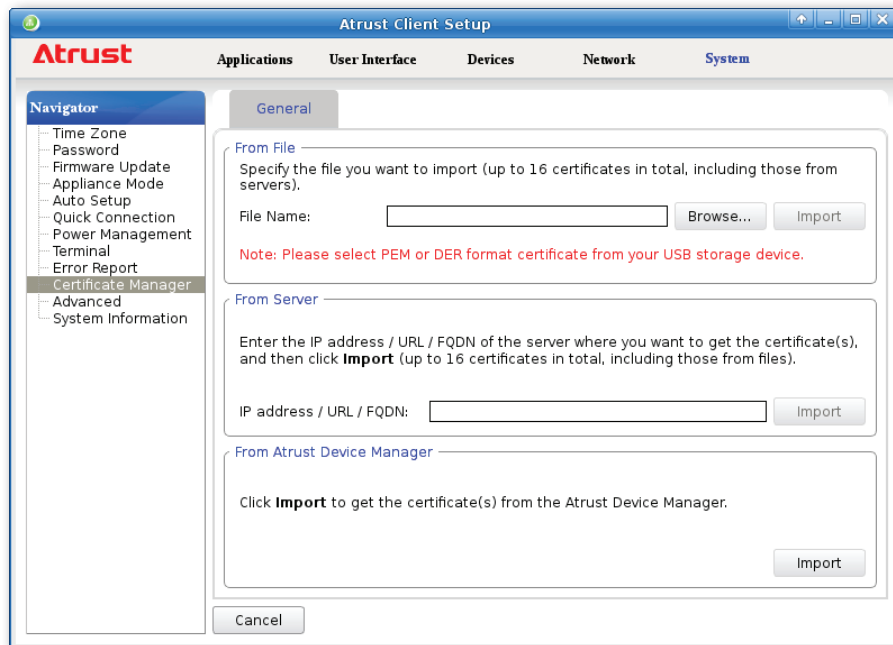 Atrust Client Setup
Atrust
Applications User Interface Devices Network System
Navigator
Time Zone
Password
Firmware Update
Appliance Mode
Auto Setup
Quick Connection
Power Management
Terminal
Error Report
Certificate Manager
Advanced
System Information
General
From File
Specify the file you want to import (up to 16 certificates in total, including those from
servers).
File Name: Browse... Import
Note: Please select PEM or DER format certificate from your USB storage device.
From Server
Enter the IP address / URL / FQDN of the server where you want to get the certificate(s),
and then click Import (up to 16 certificates in total, including those from files).
IP address / URL / FQDN: Import
From Atrust Device Manager
Click Import to get the certificate(s) from the Atrust Device Manager.
Import
Cancel